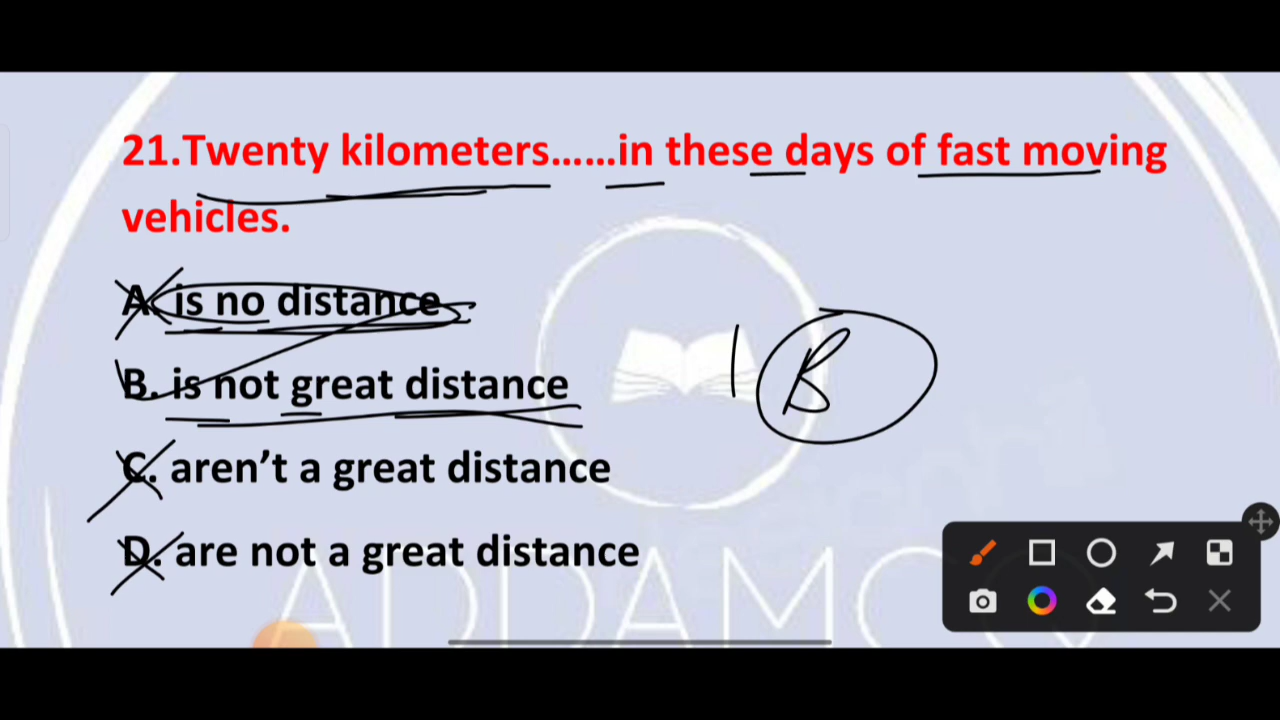 21.Twenty kilometers......in these days of fast moving
vehicles.
A. is no distance
B. is not great distance
C. aren't a great distance
D. are not a great distance
B
ADDAMO